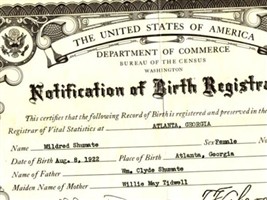 THE UNITED STATES OF AMERICA
DEPARTMENT OF COMMERCE
BUREAU OF THE CENSUS
WASHINGTON
Notification of Birth Registra
This certifies that the following Record of Birth is registered and preserved in the
Registrar of Vital Statistics at ATLANTA, GEORGIA
Name Mildred Shumate Sex Female No
Date of Birth Aug. 8, 1922 Place of Birth Atlanta, Georgia
Name of Father Wm. Clyde Shumate
Maiden Name of Mother Willie May Tidwell